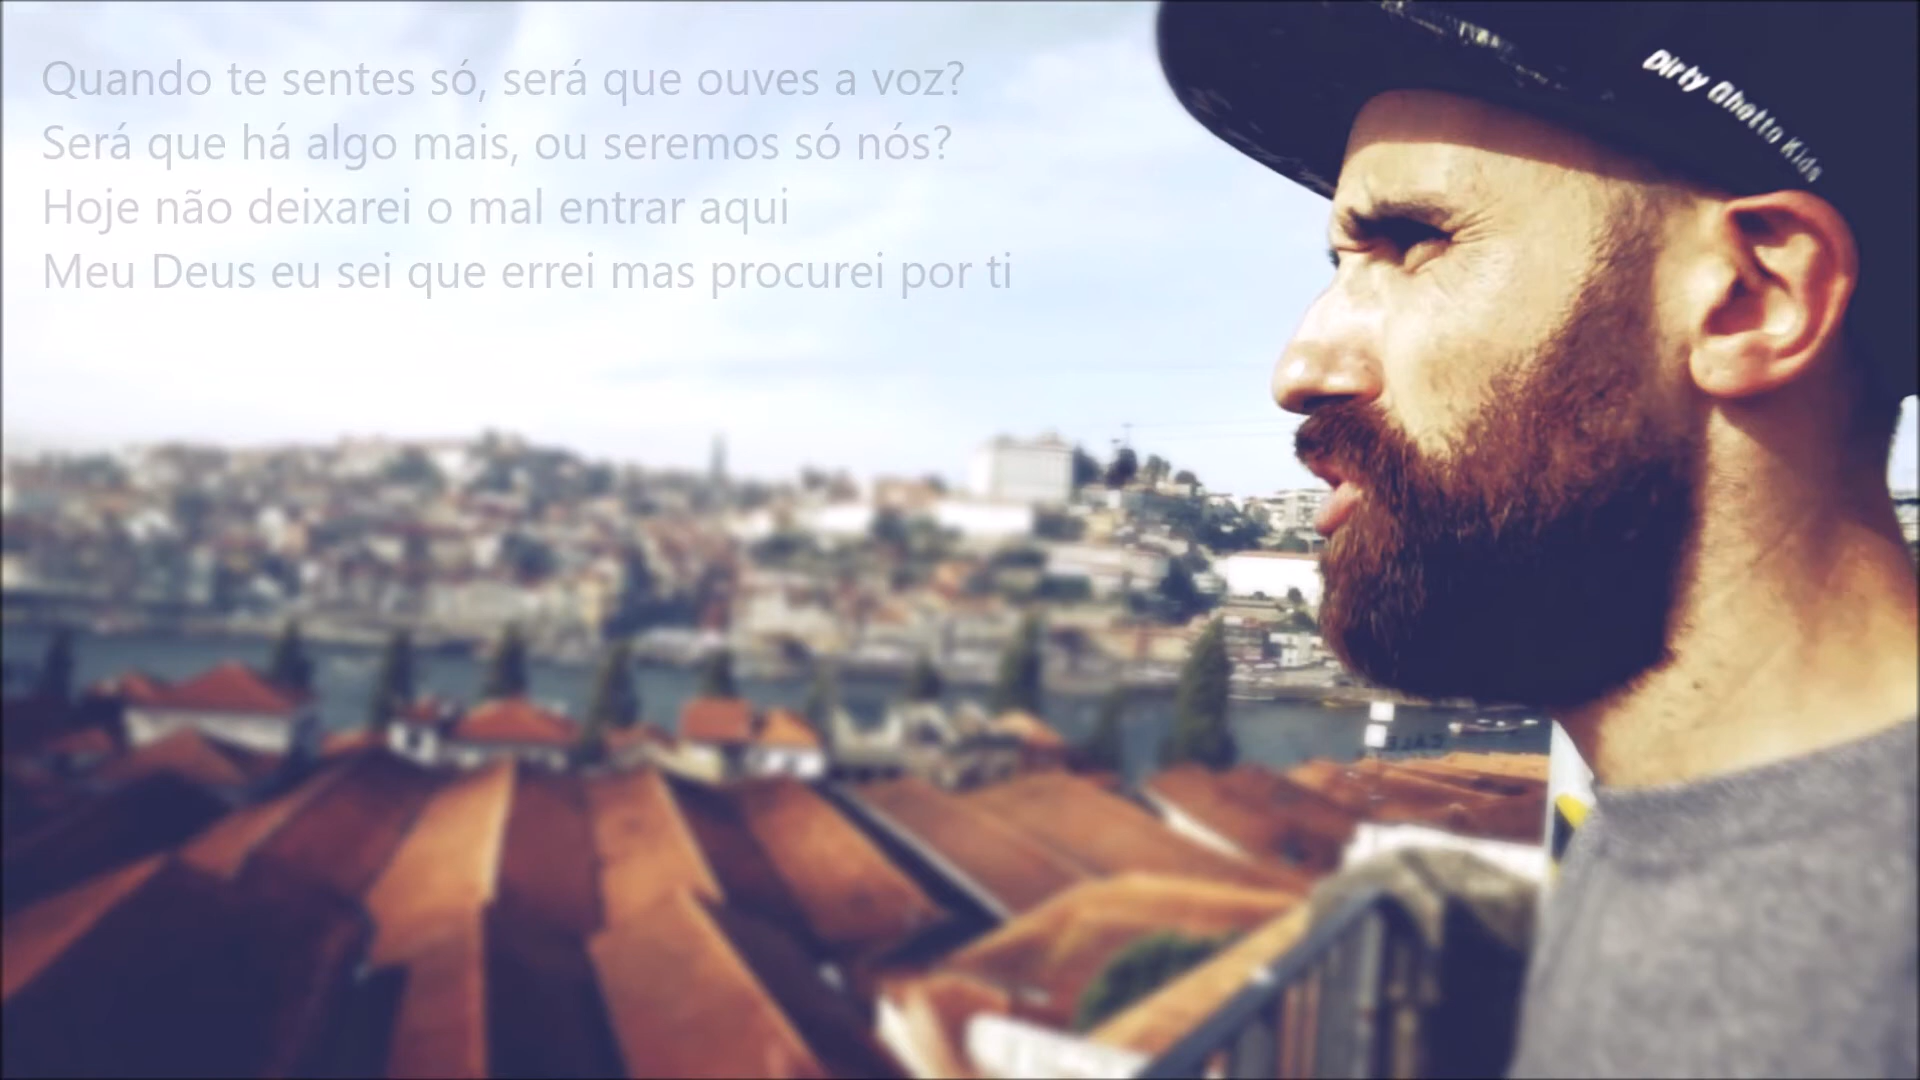 Quando te sentes só, será que ouves a voz?
Será que há algo mais, ou seremos só nós?
Hoje não deixarei o mal entrar aqui
Meu Deus eu sei que errei mas procurei por ti
Dirty Ghetto Kids